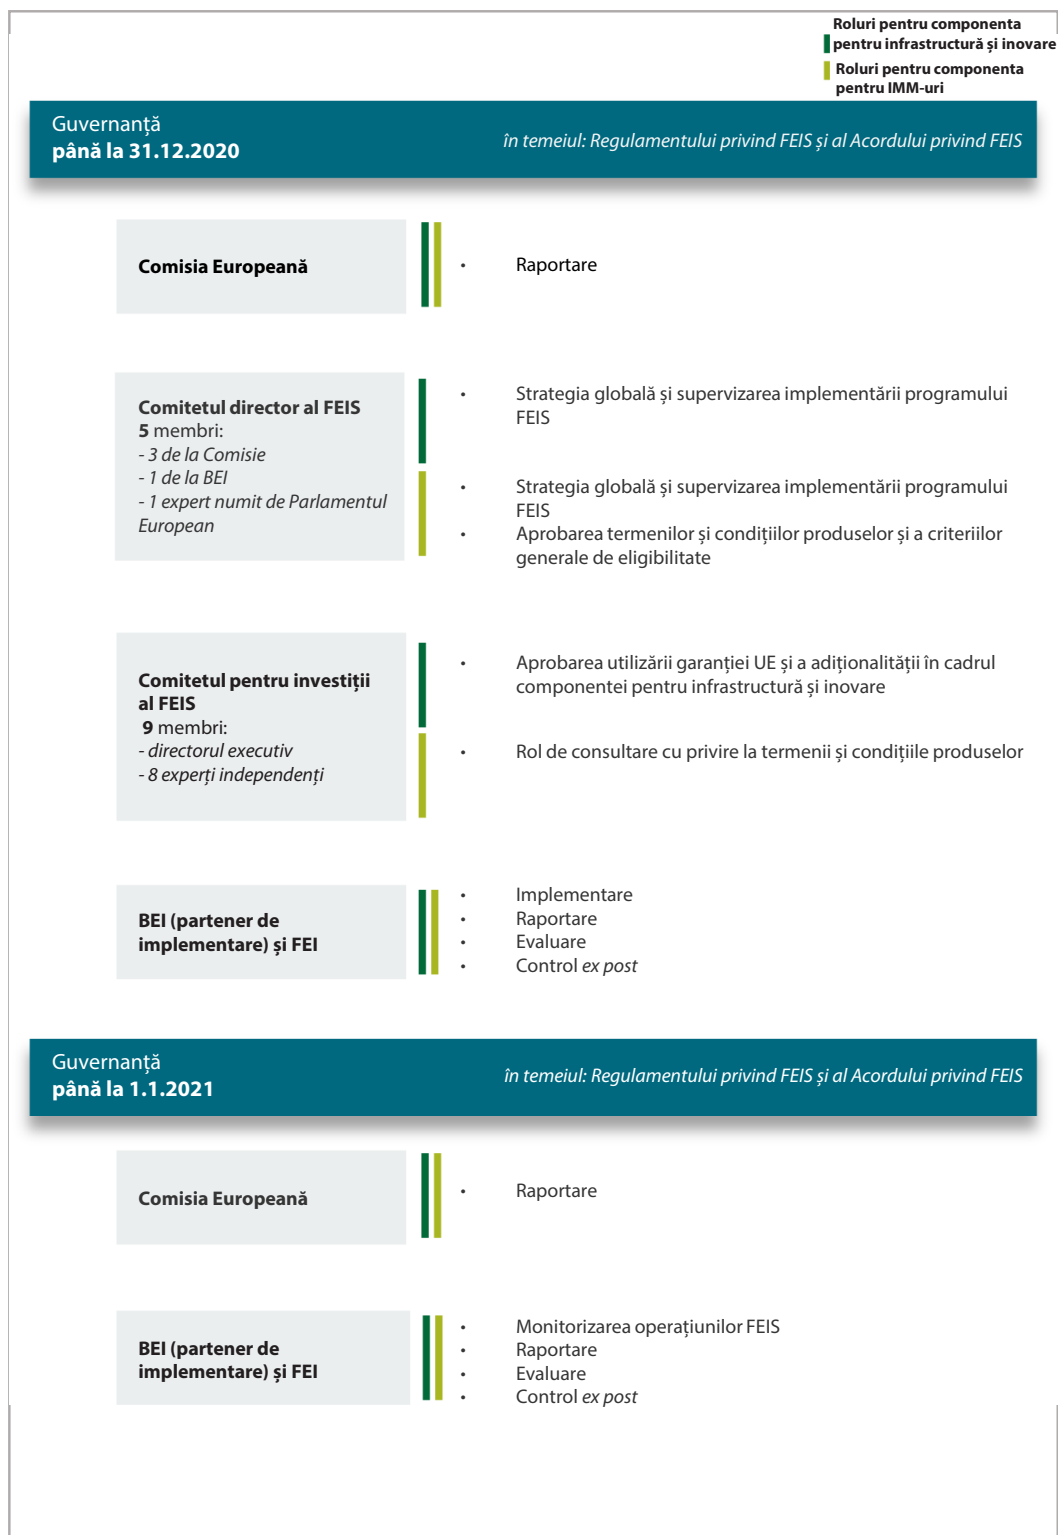 Roluri pentru componenta
pentru infrastructură și inovare
Roluri pentru componenta
pentru IMM-uri
Guvernanță
până la 31.12.2020
în temeiul: Regulamentului privind FEIS și al Acordului privind FEIS
Comisia Europeană
• Raportare
Comitetul director al FEIS
5 membri:
- 3 de la Comisie
- 1 de la BEI
- 1 expert numit de Parlamentul
European
• Strategia globală și supervizarea implementării programului
FEIS
• Strategia globală și supervizarea implementării programului
FEIS
• Aprobarea termenilor și condițiilor produselor și a criteriilor
generale de eligibilitate
Comitetul pentru investiții
al FEIS
9 membri:
- directorul executiv
- 8 experți independenți
• Aprobarea utilizării garanției UE și a adiționalității în cadrul
componentei pentru infrastructură și inovare
• Rol de consultare cu privire la termenii și condițiile produselor
BEI (partener de
implementare) și FEI
• Implementare
• Raportare
• Evaluare
• Control ex post
Guvernanță
până la 1.1.2021
în temeiul: Regulamentului privind FEIS și al Acordului privind FEIS
Comisia Europeană
• Raportare
BEI (partener de
implementare) și FEI
• Monitorizarea operațiunilor FEIS
• Raportare
• Evaluare
• Control ex post